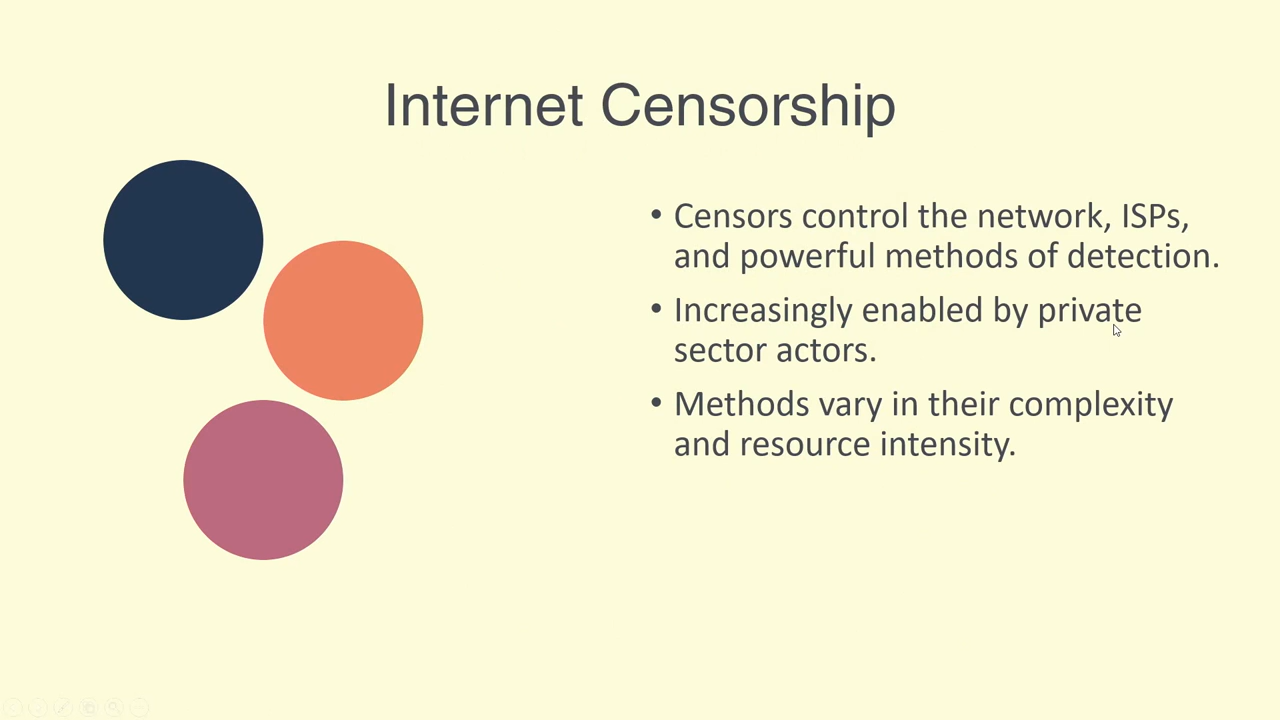 Internet Censorship
• Censors control the network, ISPs,
and powerful methods of detection.
• Increasingly enabled by private
sector actors.
• Methods vary in their complexity
and resource intensity.